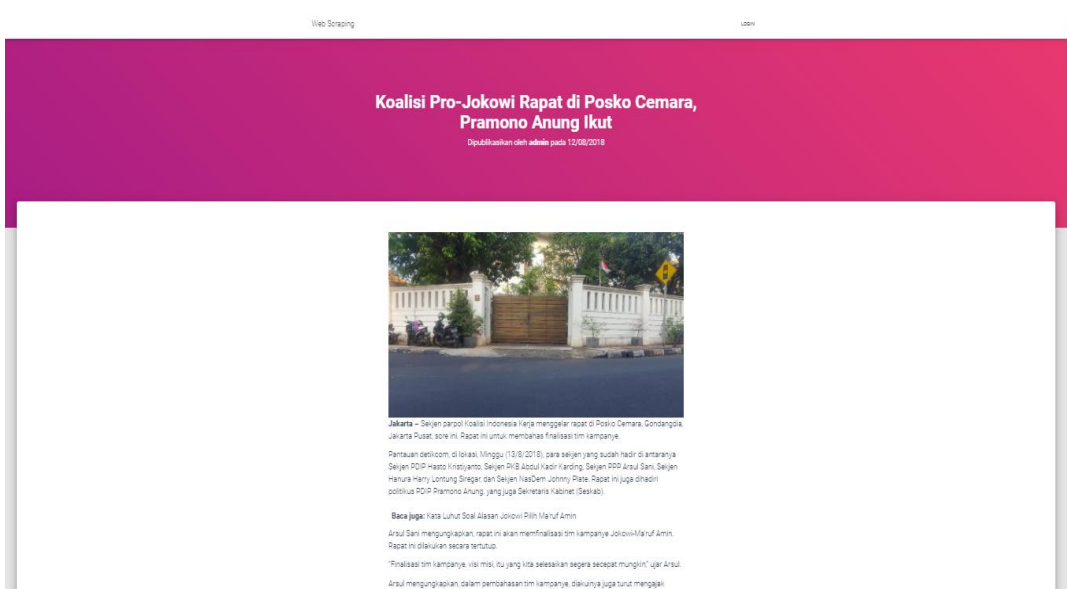 Web Scraping
LOGIN
Koalisi Pro-Jokowi Rapat di Posko Cemara,
Pramono Anung Ikut
Dipublikasikan oleh admin pada 12/08/2018
Jakarta – Sekjen parpol Koalisi Indonesia Kerja menggelar rapat di Posko Cemara, Gondangdia,
Jakarta Pusat, sore ini. Rapat ini untuk membahas finalisasi tim kampanye.
Pantauan detikcom, di lokasi, Minggu (13/8/2018), para sekjen yang sudah hadir di antaranya
Sekjen PDIP Hasto Kristiyanto, Sekjen PKB Abdul Kadir Karding, Sekjen PPP Arsul Sani, Sekjen
Hanura Harry Lontung Siregar, dan Sekjen NasDem Johnny Plate. Rapat ini juga dihadiri
politikus PDIP Pramono Anung, yang juga Sekretaris Kabinet (Seskab).
Baca juga: Kata Luhut Soal Alasan Jokowi Pilih Ma'ruf Amin
Arsul Sani mengungkapkan, rapat ini akan memfinalisasi tim kampanye Jokowi-Ma'ruf Amin.
Rapat ini dilakukan secara tertutup.
"Finalisasi tim kampanye, visi misi, itu yang kita selesaikan segera secepat mungkin," ujar Arsul.
Arsul mengungkapkan, dalam pembahasan tim kampanye, diakuinya juga turut mengajak